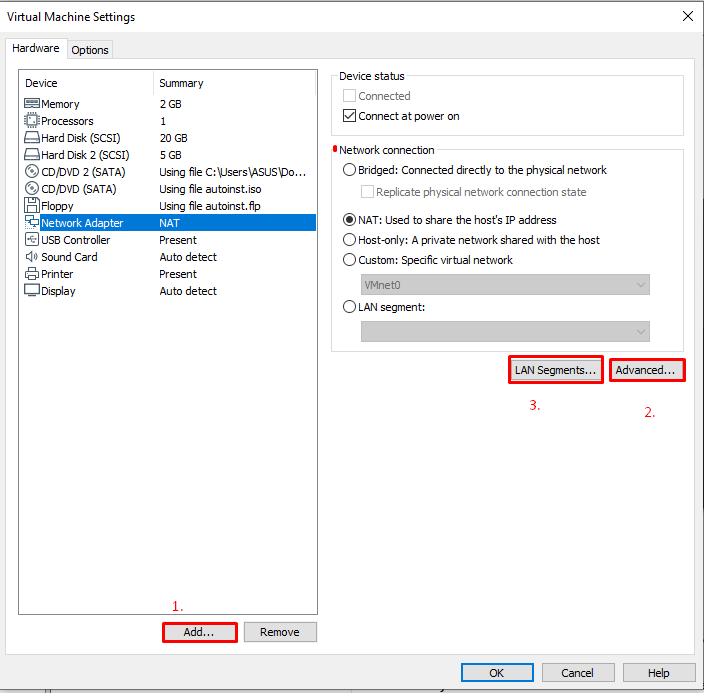 Virtual Machine Settings
Hardware
Options
Device Summary
Memory 2 GB
Processors 1
Hard Disk (SCSI) 20 GB
Hard Disk 2 (SCSI) 5 GB
CD/DVD 2 (SATA) Using file C:\Users\ASUS\Do...
CD/DVD (SATA) Using file autoinst.iso
Floppy Using file autoinst.flp
Network Adapter NAT
USB Controller Present
Sound Card Auto detect
Printer Present
Display Auto detect
1.
Add...
Remove
Device status
Connected
Connect at power on
Network connection
Bridged: Connected directly to the physical network
Replicate physical network connection state
NAT: Used to share the host's IP address
Host-only: A private network shared with the host
Custom: Specific virtual network
VMnet0
LAN segment:
LAN Segments...
Advanced...
3.
2.
OK
Cancel
Help